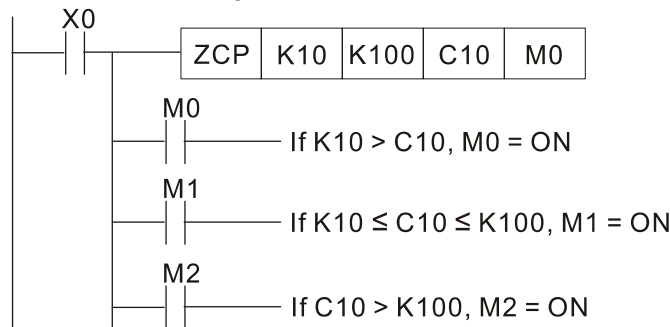 X0
ZCP K10 K100 C10 M0
M0
If K10 > C10, M0 = ON
M1
If K10 ≤ C10 ≤ K100, M1 = ON
M2
If C10 > K100, M2 = ON